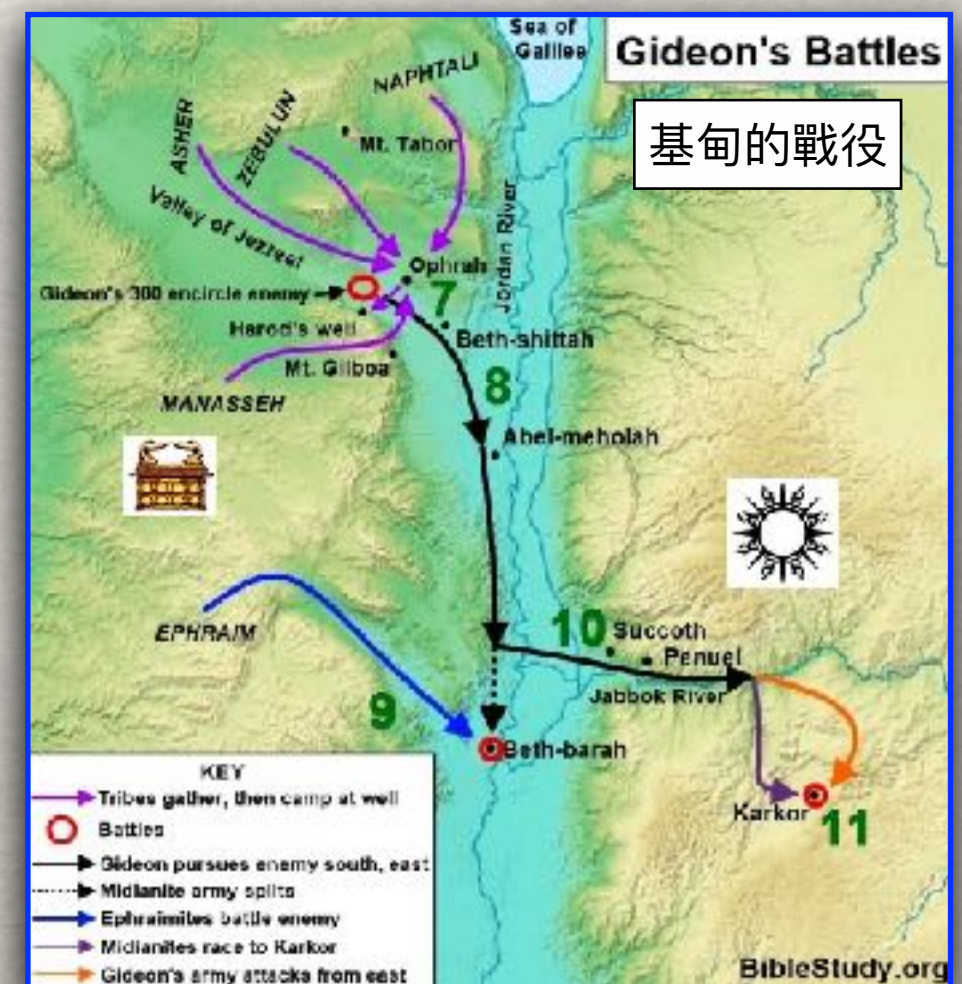 Sea of
Galilee
Gideon's Battles
基甸的戰役
NAPHTALI
ASHER
ZEBULUN
Mt. Tabor
Valley of Jezreel
Jordan River
Ophrah
Gideon's 300 encircle enemy
7
Harod's well
Beth-shittah
Mt. Gilboa
8
MANASSEH
Abel-meholah
EPHRAIM
10
Succoth
Penuel
Jabbok River
9
Beth-barah
Karkor
11
KEY
Tribes gather, then camp at well
Battles
Gideon pursues enemy south, east
Midianite army splits
Ephraimites battle enemy
Midianites race to Karkor
Gideon's army attacks from east
BibleStudy.org